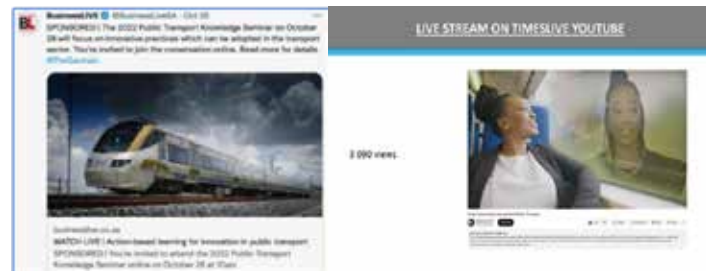 BL BusinessLIVE @BusinessLiveSA · Oct 26
SPONSORED | The 2022 Public Transport Knowledge Seminar on October
28 will focus on innovative practices which can be adopted in the transport
sector. You're invited to join the conversation online. Read more for details
#TheGautrain
businesslive.co.za
WATCH LIVE | Action-based learning for innovation in public transport
SPONSORED | You're invited to attend the 2022 Public Transport
Knowledge Seminar online on October 28 at 10am
LIVE STREAM ON TIMESLIVE YOUTUBE
3 090 views